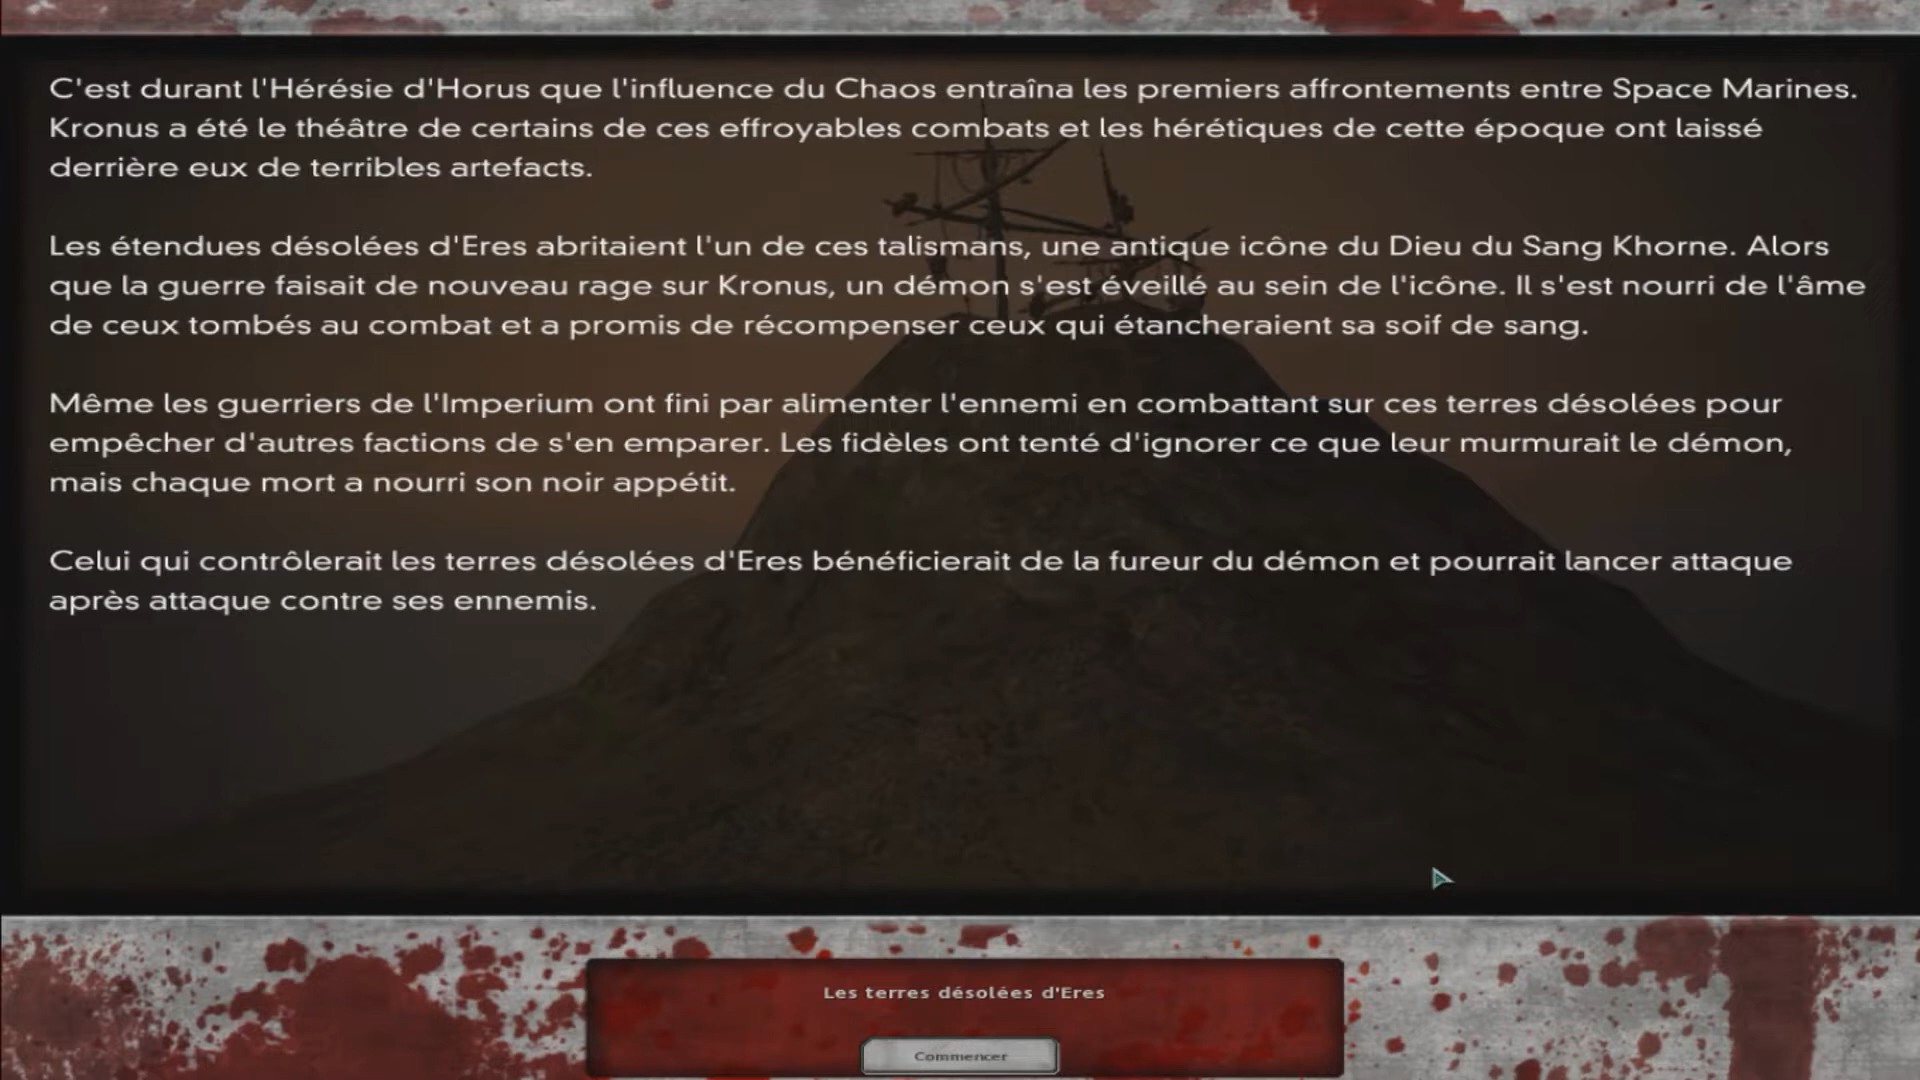 C'est durant l'Hérésie d'Horus que l'influence du Chaos entraîna les premiers affrontements entre Space Marines.
Kronus a été le théâtre de certains de ces effroyables combats et les hérétiques de cette époque ont laissé
derrière eux de terribles artefacts.
Les étendues désolées d'Eres abritaient l'un de ces talismans, une antique icône du Dieu du Sang Khorne. Alors
que la guerre faisait de nouveau rage sur Kronus, un démon s'est éveillé au sein de l'icône. Il s'est nourri de l'âme
de ceux tombés au combat et a promis de récompenser ceux qui étancheraient sa soif de sang.
Même les guerriers de l'Imperium ont fini par alimenter l'ennemi en combattant sur ces terres désolées pour
empêcher d'autres factions de s'en emparer. Les fidèles ont tenté d'ignorer ce que leur murmurait le démon,
mais chaque mort a nourri son noir appétit.
Celui qui contrôlerait les terres désolées d'Eres bénéficierait de la fureur du démon et pourrait lancer attaque
après attaque contre ses ennemis.
Les terres désolées d'Eres
Commencer